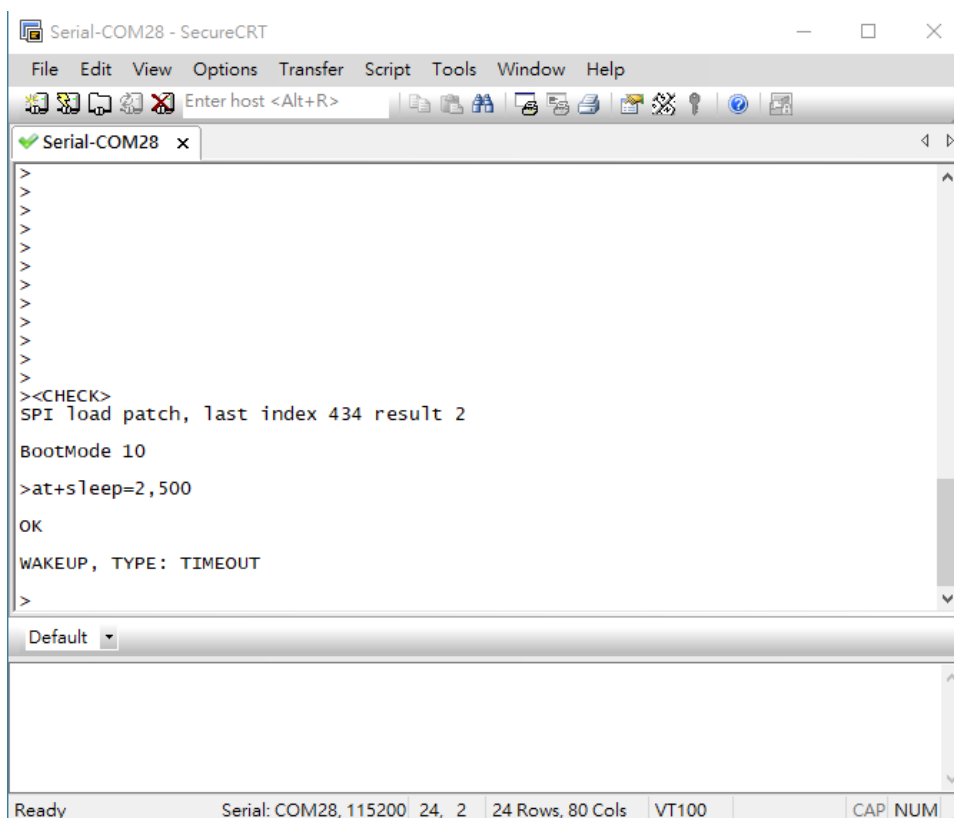 Serial-COM28 - SecureCRT
File Edit View Options Transfer Script Tools Window Help
Enter host <Alt+R>
Serial-COM28 x
>
>
>
>
>
>
>
>
>
>
>
>
><CHECK>
SPI load patch, last index 434 result 2
BootMode 10
>at+sleep=2,500
OK
WAKEUP, TYPE: TIMEOUT
>
Default
Ready Serial: COM28, 115200 24, 2 24 Rows, 80 Cols VT100 CAP NUM